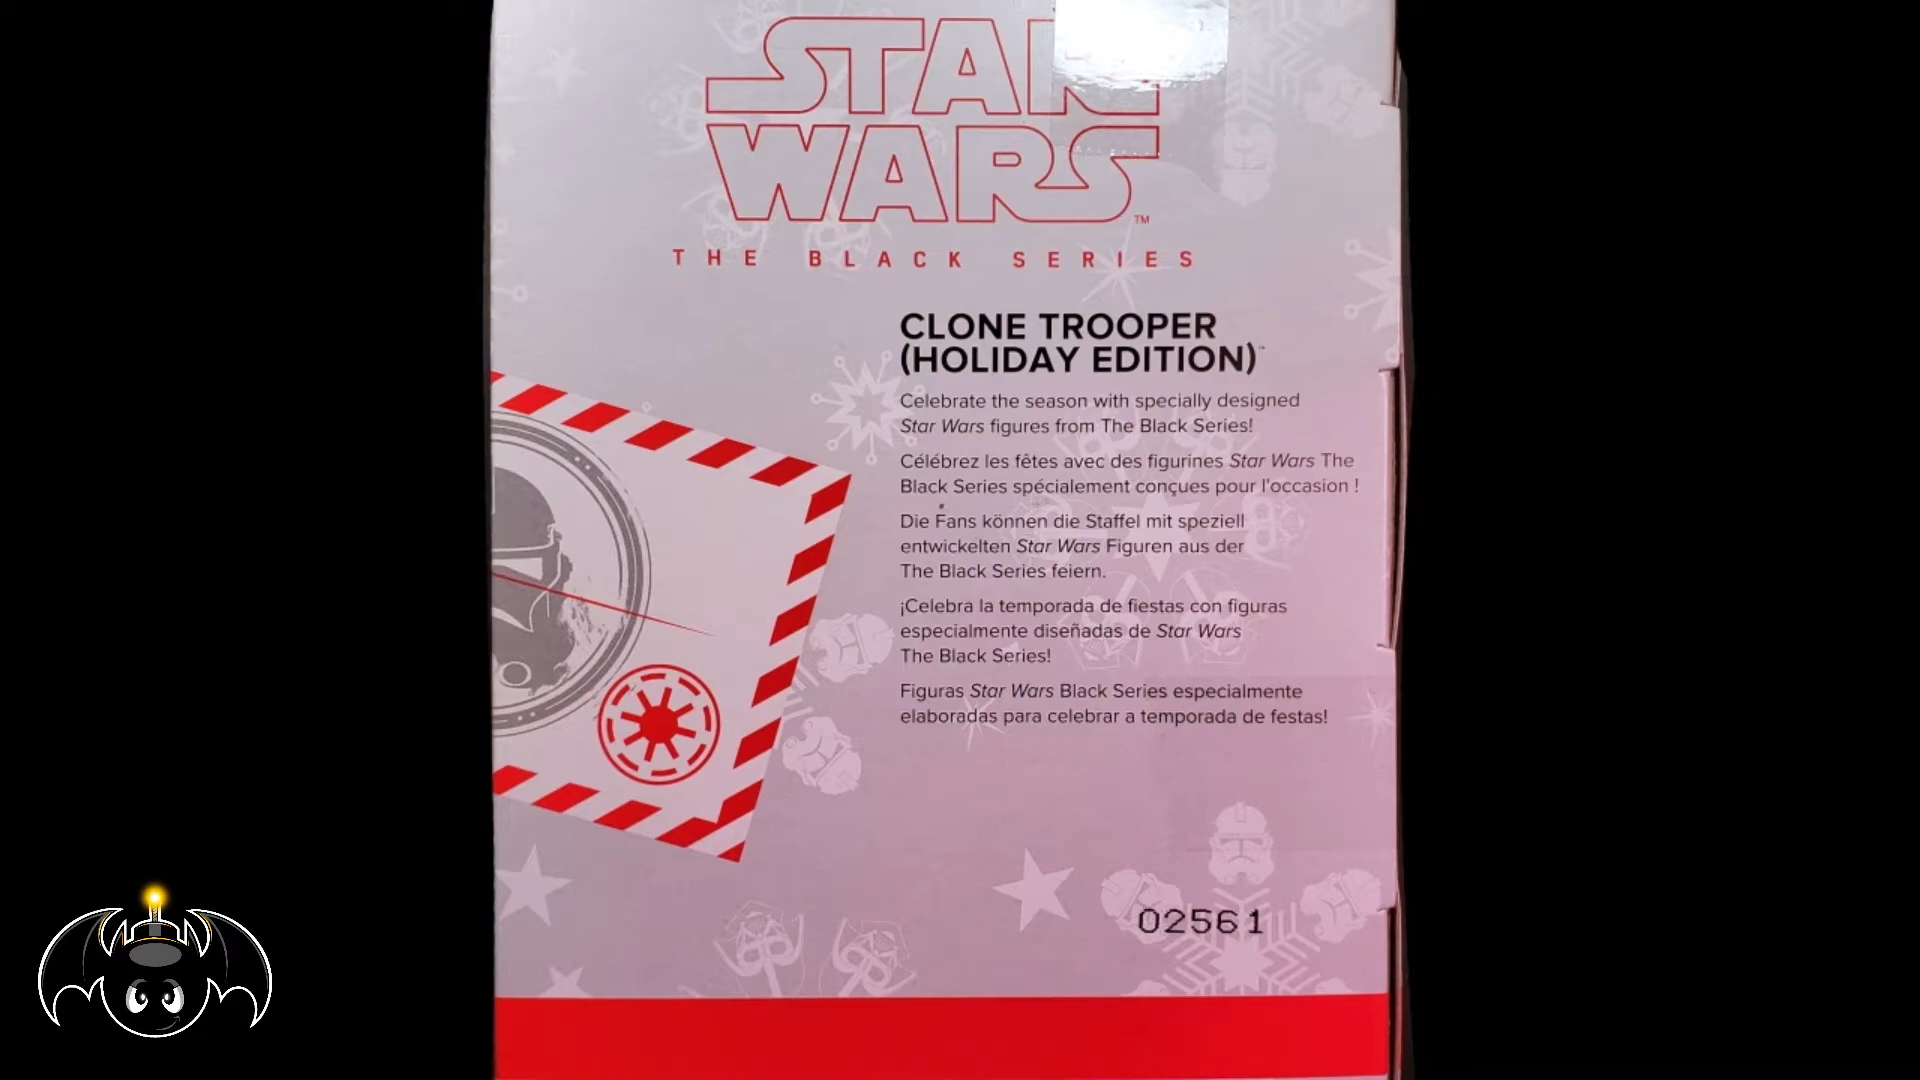 STAR
WARS™
THE BLACK SERIES
CLONE TROOPER
(HOLIDAY EDITION)™
Celebrate the season with specially designed
Star Wars figures from The Black Series!
Célébrez les fêtes avec des figurines Star Wars The
Black Series spécialement conçues pour l'occasion !
Die Fans können die Staffel mit speziell
entwickelten Star Wars Figuren aus der
The Black Series feiern.
¡Celebra la temporada de fiestas con figuras
especialmente diseñadas de Star Wars
The Black Series!
Figuras Star Wars Black Series especialmente
elaboradas para celebrar a temporada de festas!
02561